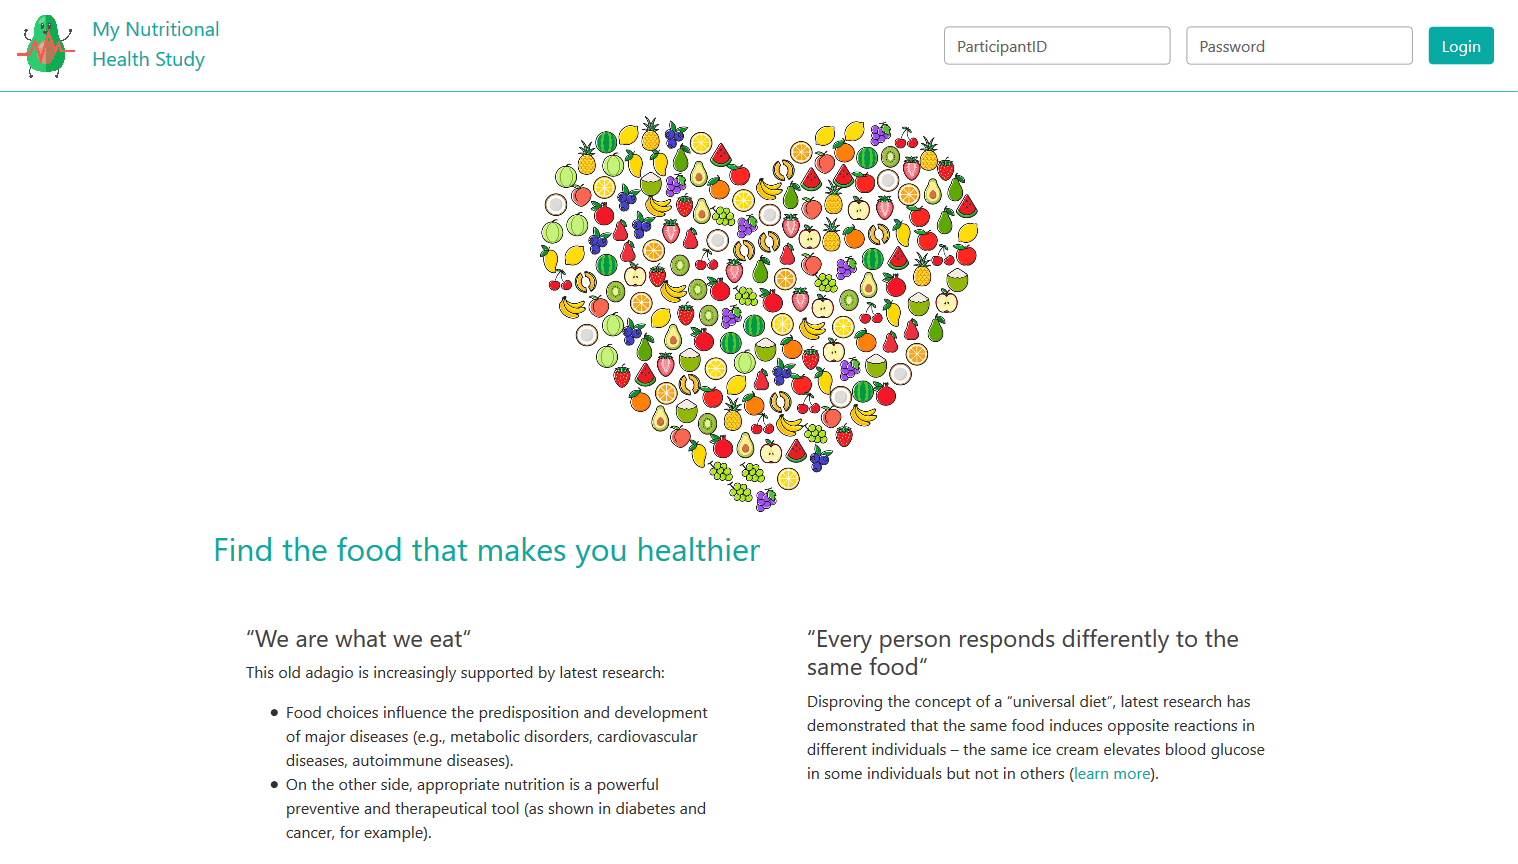 My Nutritional
Health Study
ParticipantID
Password
Login
Find the food that makes you healthier
“We are what we eat“
This old adagio is increasingly supported by latest research:
• Food choices influence the predisposition and development
of major diseases (e.g., metabolic disorders, cardiovascular
diseases, autoimmune diseases).
• On the other side, appropriate nutrition is a powerful
preventive and therapeutical tool (as shown in diabetes and
cancer, for example).
“Every person responds differently to the
same food“
Disproving the concept of a “universal diet”, latest research has
demonstrated that the same food induces opposite reactions in
different individuals – the same ice cream elevates blood glucose
in some individuals but not in others (learn more).